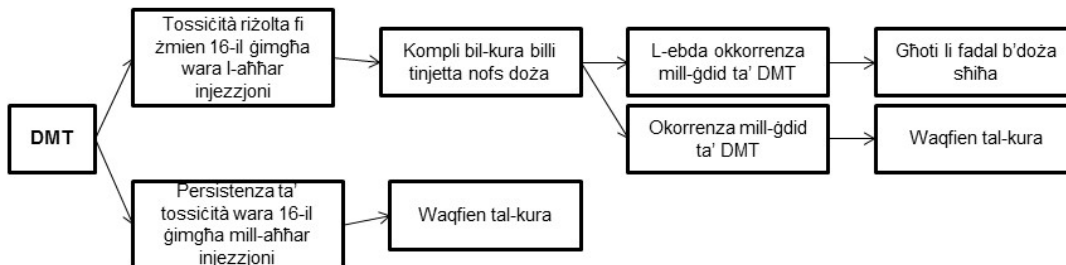 DMT
Tossiċità riżolta fi
żmien 16-il ġimgħa
wara l-aħħar
injezzjoni
Kompli bil-kura billi
tinjetta nofs doża
L-ebda okkorrenza
mill-ġdid ta’ DMT
Għoti li fadal b’doża
sħiħa
Okorrenza mill-ġdid
ta’ DMT
Waqfien tal-kura
Persistenza ta’
tossiċità wara 16-il
ġimgħa mill-aħħar
injezzjoni
Waqfien tal-kura